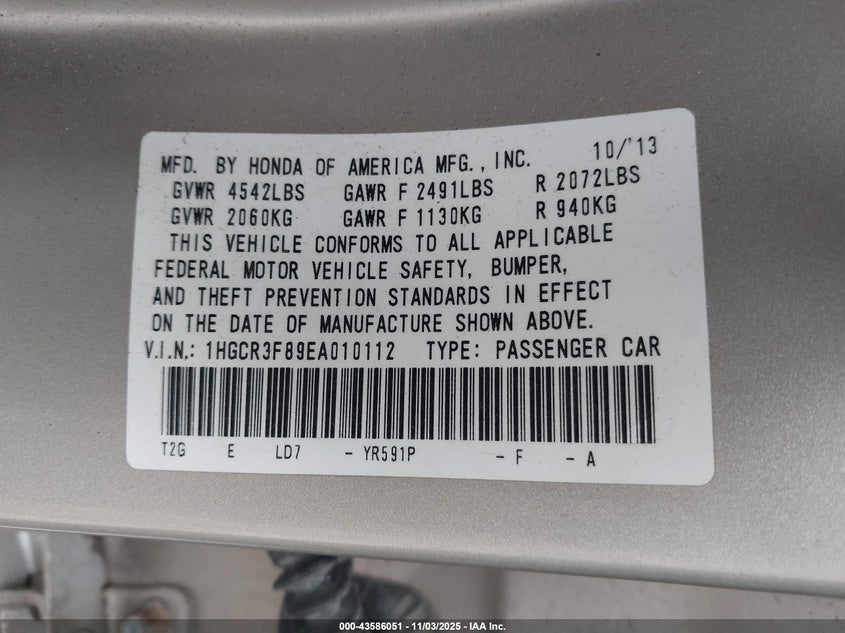 MFD. BY HONDA OF AMERICA MFG., INC. 10/'13
GVWR 4542LBS GAWR F 2491LBS R 2072LBS
GVWR 2060KG GAWR F 1130KG R 940KG
THIS VEHICLE CONFORMS TO ALL APPLICABLE
FEDERAL MOTOR VEHICLE SAFETY, BUMPER,
AND THEFT PREVENTION STANDARDS IN EFFECT
ON THE DATE OF MANUFACTURE SHOWN ABOVE.
V.I.N.: 1HGCR3F89EA010112 TYPE: PASSENGER CAR
T2G E LD7 - YR591P - F - A
000-43586051 - 11/03/2025 - IAA Inc.